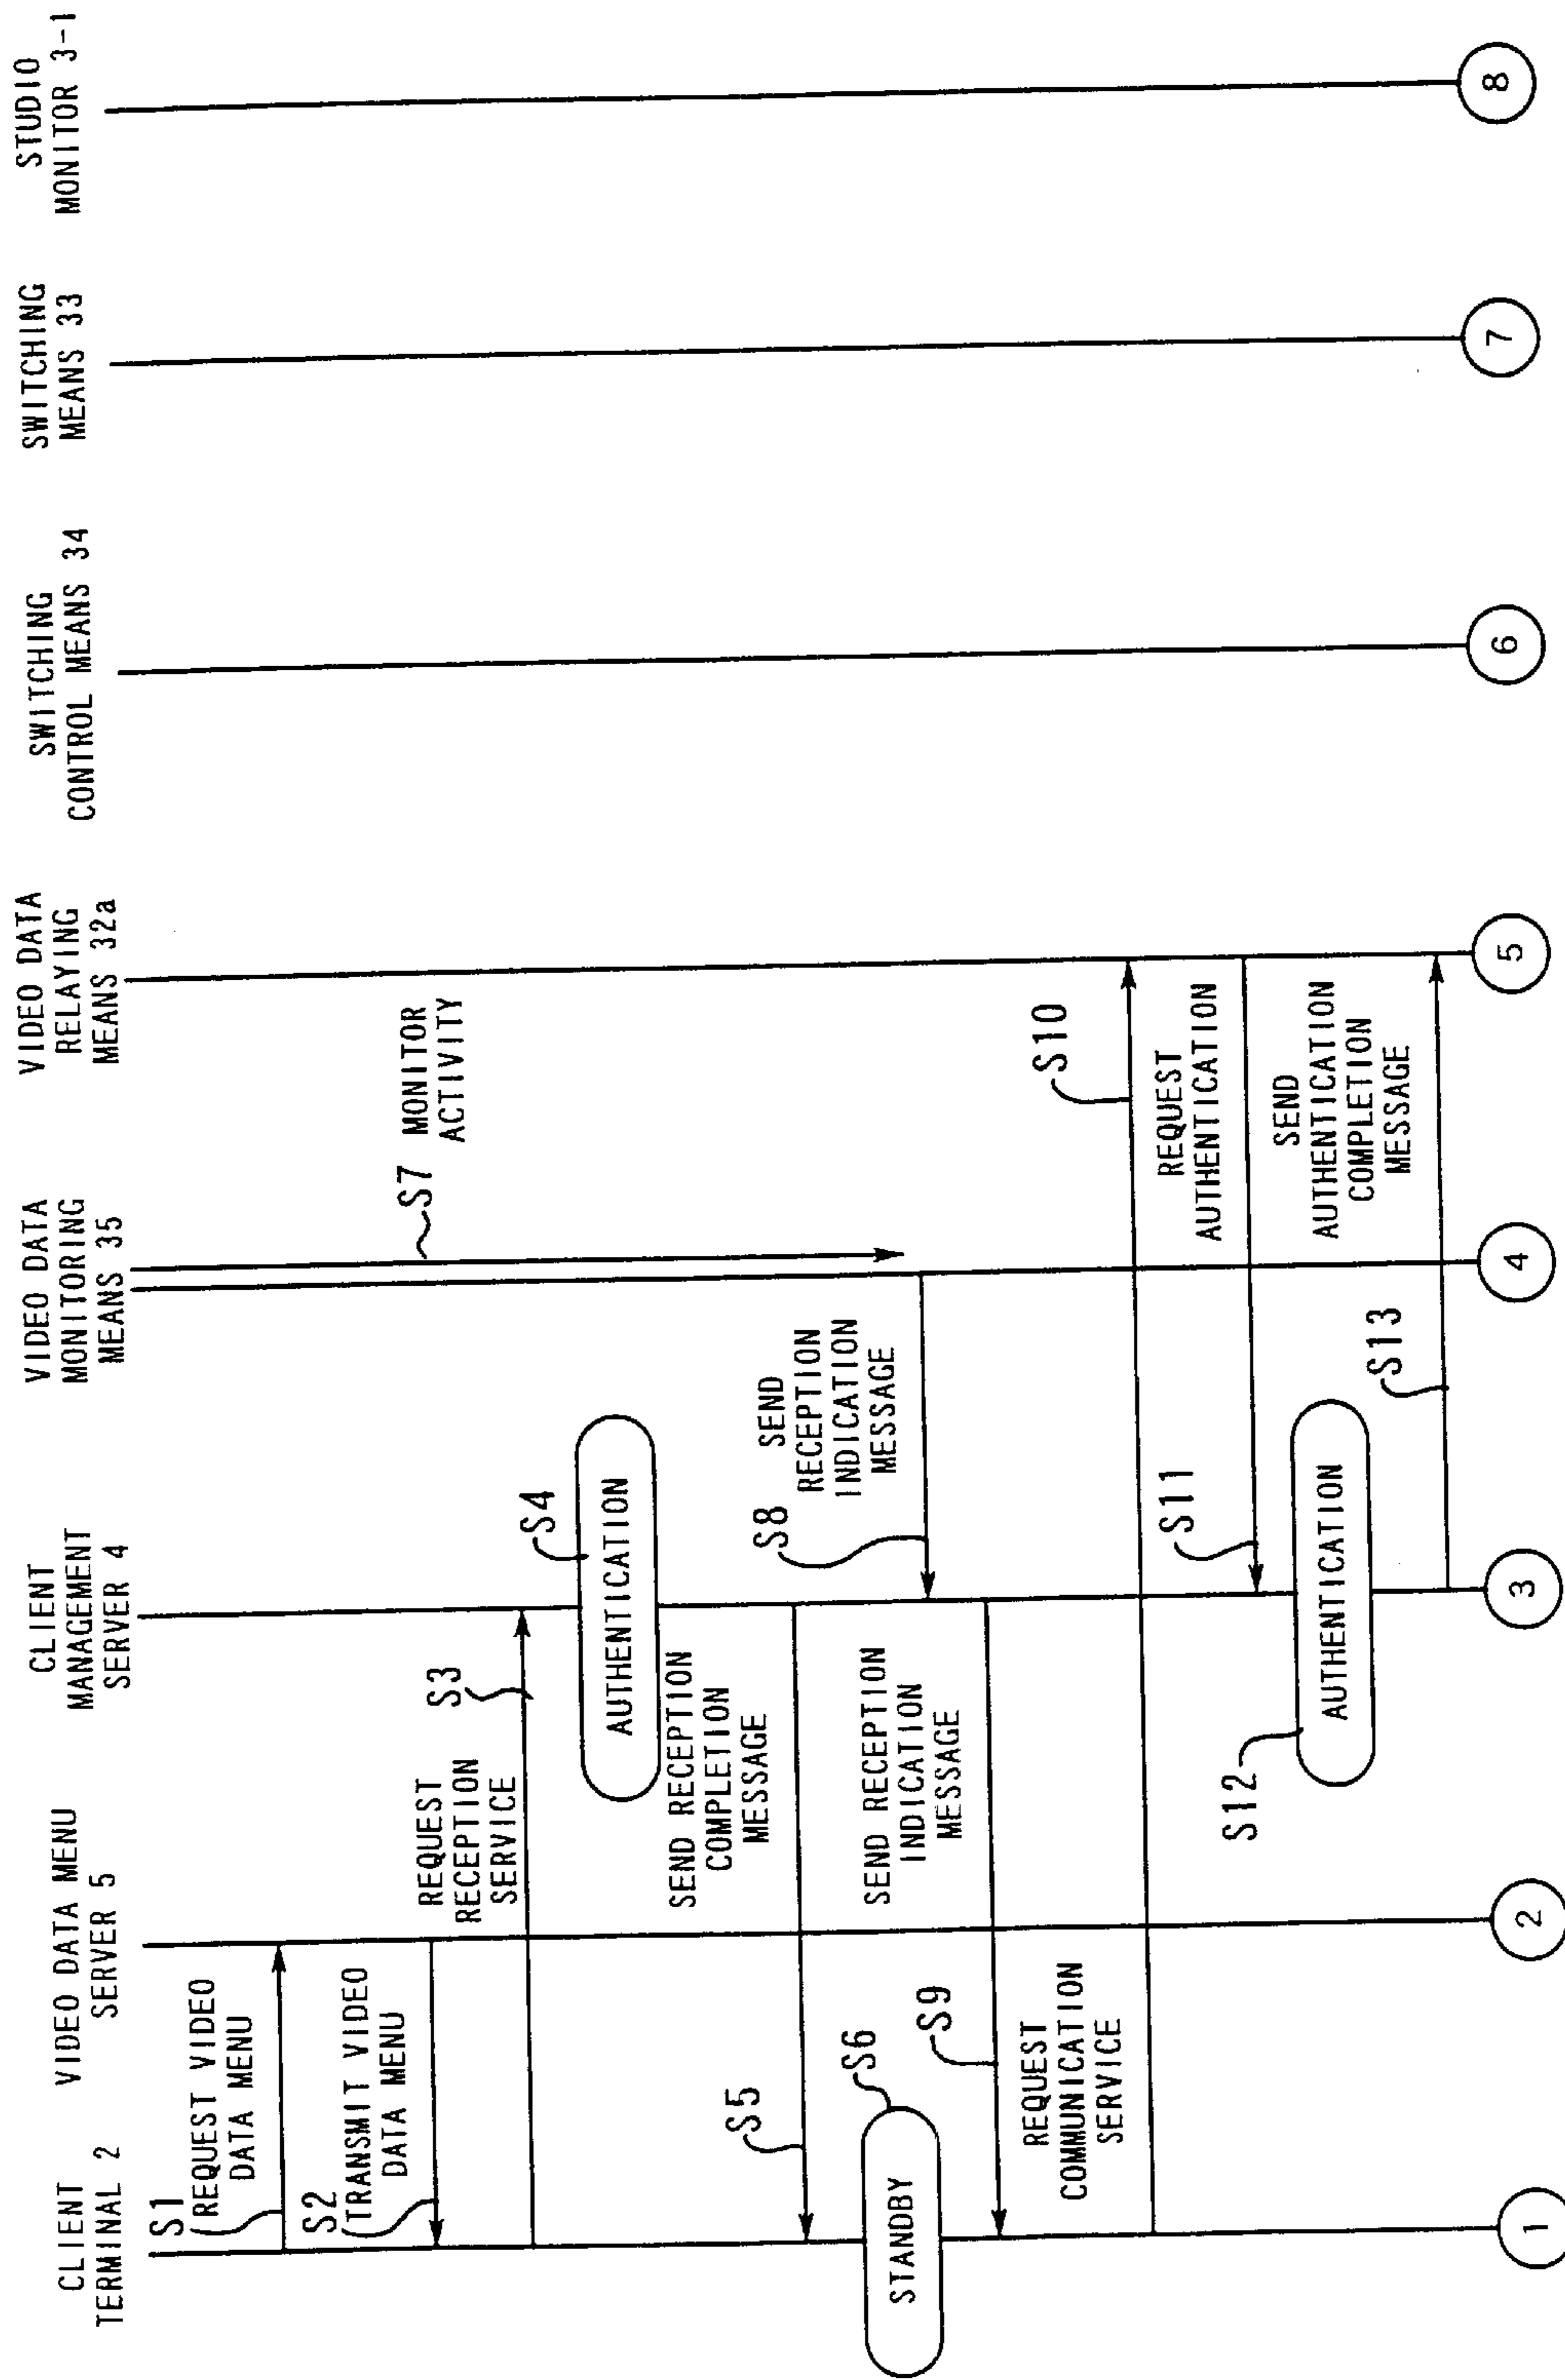 CLIENT
TERMINAL 2
VIDEO DATA MENU
SERVER 5
CLIENT
MANAGEMENT
SERVER 4
VIDEO DATA
MONITORING
MEANS 35
VIDEO DATA
RELAYING
MEANS 32a
SWITCHING
CONTROL MEANS 34
SWITCHING
MEANS 33
STUDIO
MONITOR 3-1
S1
REQUEST VIDEO
DATA MENU
S2
TRANSMIT VIDEO
DATA MENU
REQUEST
RECEPTION
SERVICE
S3
S4
AUTHENTICATION
SEND RECEPTION
COMPLETION
MESSAGE
S5
STANDBY
S6
S7
MONITOR
ACTIVITY
S8
SEND
RECEPTION
INDICATION
MESSAGE
SEND RECEPTION
INDICATION
MESSAGE
S9
REQUEST
COMMUNICATION
SERVICE
S10
REQUEST
AUTHENTICATION
S11
S12
AUTHENTICATION
SEND
AUTHENTICATION
COMPLETION
MESSAGE
S13
1
2
3
4
5
6
7
8